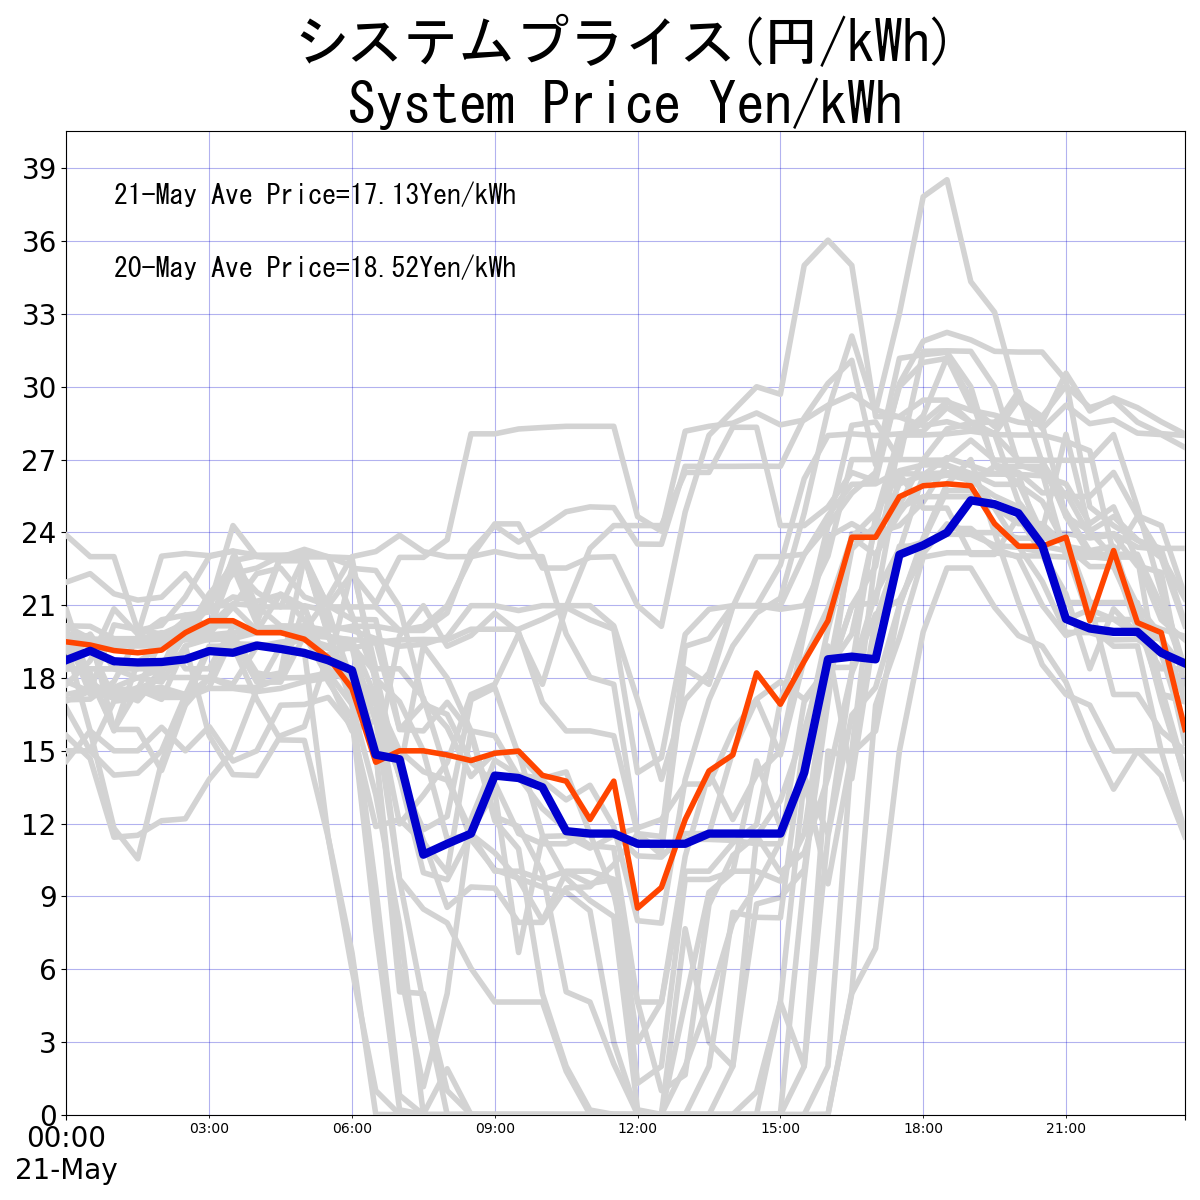 システムプライス(円/kWh)
System Price Yen/kWh
39
21-May Ave Price=17.13Yen/kWh
36
20-May Ave Price=18.52Yen/kWh
33
30
27
24
21
18
15
12
9
6
3
0
00:00 03:00 06:00 09:00 12:00 15:00 18:00 21:00
21-May